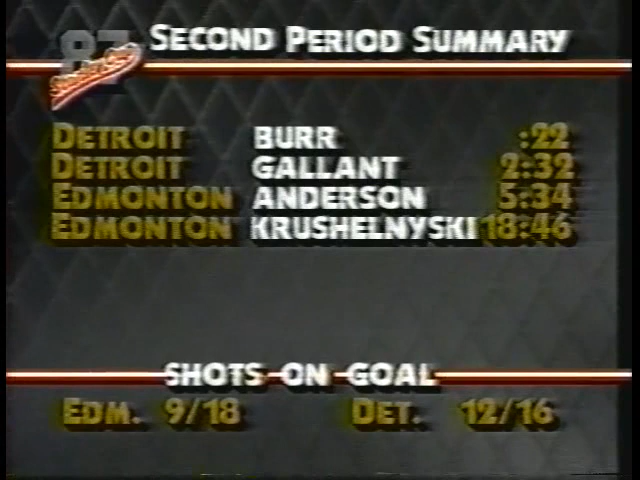 87
SECOND PERIOD SUMMARY
DETROIT BURR :22
DETROIT GALLANT 2:32
EDMONTON ANDERSON 5:34
EDMONTON KRUSHELNYSKI 18:46
SHOTS ON GOAL
EDM. 9/18 DET. 12/16